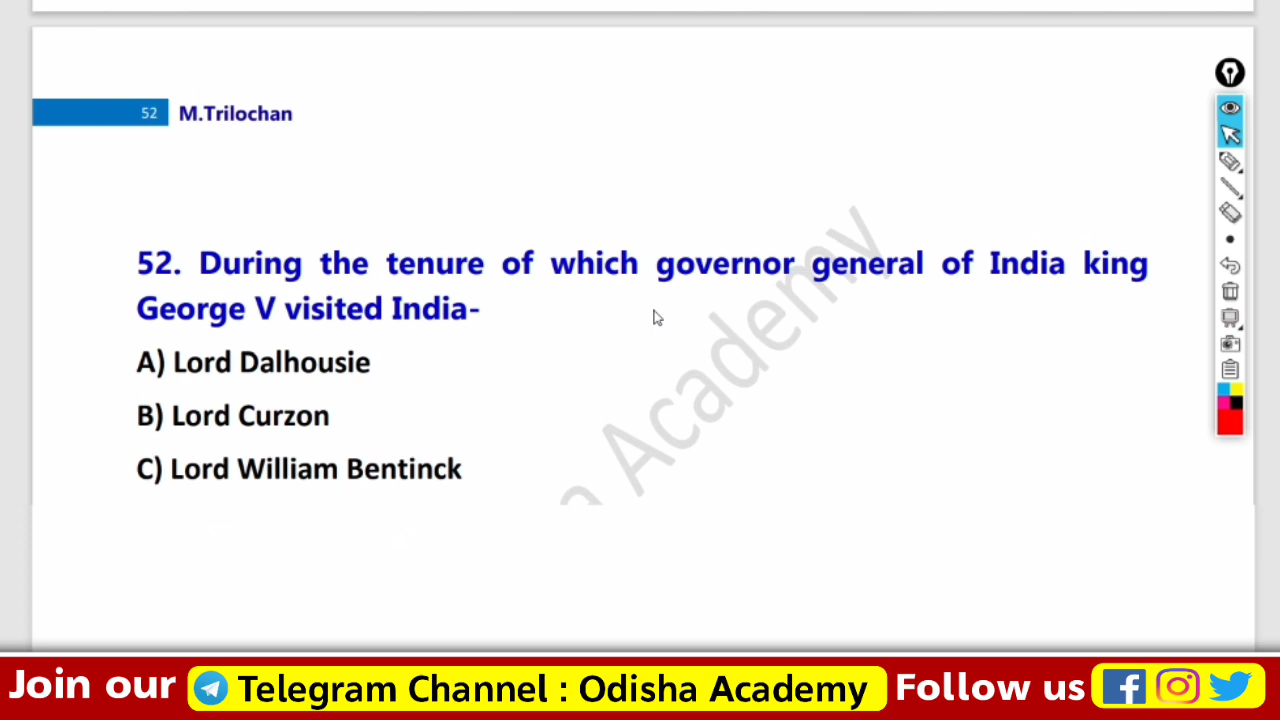 52 M.Trilochan
52. During the tenure of which governor general of India king
George V visited India-
A) Lord Dalhousie
B) Lord Curzon
C) Lord William Bentinck
a Academy
Join our Telegram Channel : Odisha Academy Follow us